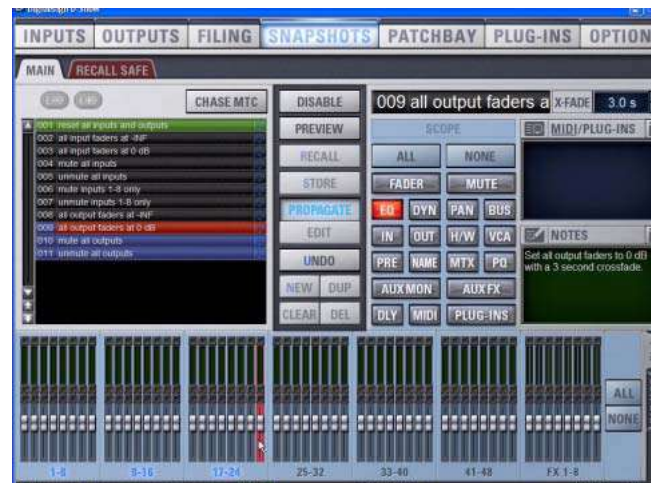 INPUTS OUTPUTS FILING SNAPSHOTS PATCHBAY PLUG-INS OPTION
MAIN RECALL SAFE
CHASE MTC
DISABLE
009 all output faders a X-FADE 3.0 s
001 reset all inputs and outputs
002 all input faders at -INF
003 all input faders at 0 dB
004 mute all inputs
005 unmute all inputs
006 mute inputs 1-8 only
007 unmute inputs 1-8 only
008 all output faders at -INF
009 all output faders at 0 dB
010 mute all outputs
011 unmute all outputs
PREVIEW
RECALL
STORE
PROPAGATE
EDIT
UNDO
NEW DUP
CLEAR DEL
SCOPE
ALL NONE
FADER MUTE
EQ DYN PAN BUS
IN OUT H/W VCA
PRE NAME MTX PQ
AUX MON AUX FX
DLY MIDI PLUG-INS
MIDI/PLUG-INS
NOTES
Set all output faders to 0 dB
with a 3 second crossfade.
ALL
NONE
1-8 9-16 17-24 25-32 33-40 41-48 FX 1-8